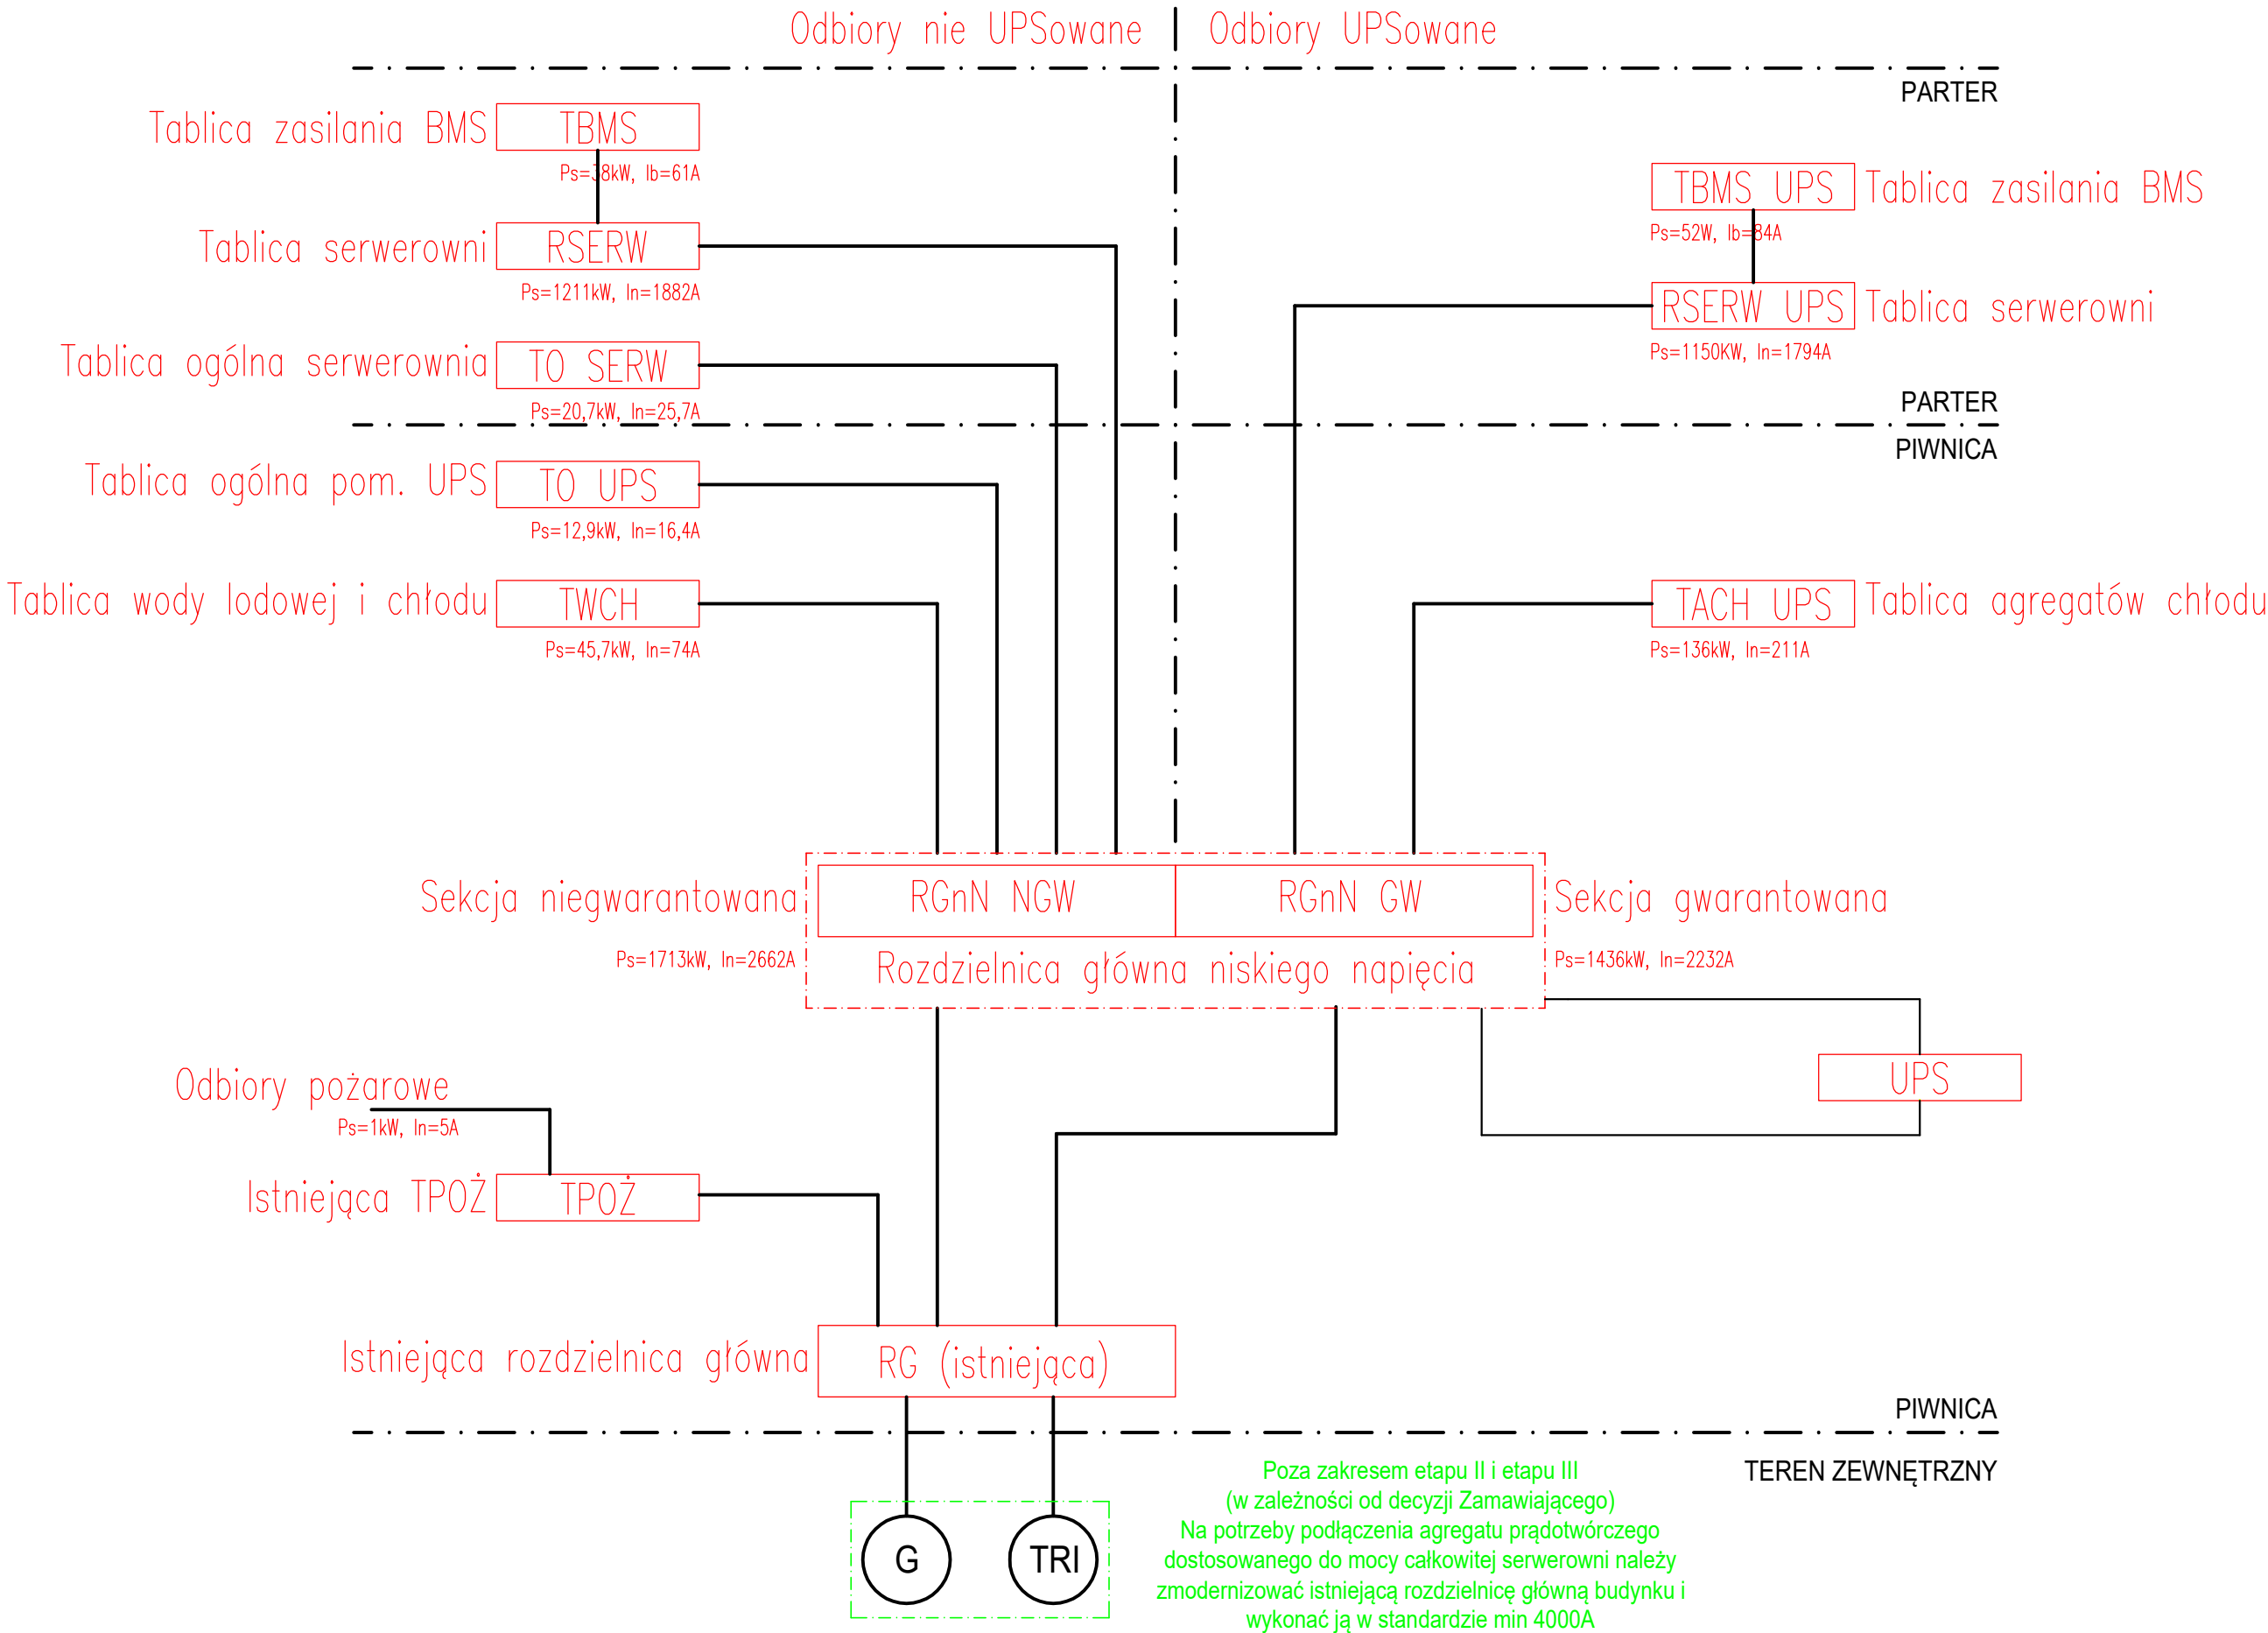 Odbiory nie UPSowane
Odbiory UPSowane
PARTER
Tablica zasilania BMS
TBMS
Ps=38kW, Ib=61A
TBMS UPS
Tablica zasilania BMS
Ps=52W, Ib=84A
Tablica serwerowni
RSERW
Ps=1211kW, In=1882A
RSERW UPS
Tablica serwerowni
Ps=1150KW, In=1794A
Tablica ogólna serwerownia
TO SERW
Ps=20,7kW, In=25,7A
PARTER
PIWNICA
Tablica ogólna pom. UPS
TO UPS
Ps=12,9kW, In=16,4A
Tablica wody lodowej i chłodu
TWCH
Ps=45,7kW, In=74A
TACH UPS
Tablica agregatów chłodu
Ps=136kW, In=211A
Sekcja niegwarantowana
RGnN NGW
RGnN GW
Sekcja gwarantowana
Ps=1713kW, In=2662A
Rozdzielnica główna niskiego napięcia
Ps=1436kW, In=2232A
UPS
Odbiory pożarowe
Ps=1kW, In=5A
Istniejąca TPOŻ
TPOŻ
Istniejąca rozdzielnica główna
RG (istniejąca)
PIWNICA
TEREN ZEWNĘTRZNY
G
TRI
Poza zakresem etapu II i etapu III
(w zależności od decyzji Zamawiającego)
Na potrzeby podłączenia agregatu prądotwórczego
dostosowanego do mocy całkowitej serwerowni należy
zmodernizować istniejącą rozdzielnicę główną budynku i
wykonać ją w standardzie min 4000A